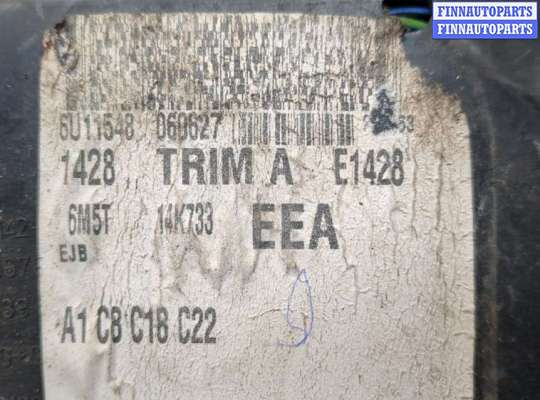 FINNAUTOPARTS
FINNAUTOPARTS
6U11548 060627
1428 TRIM A E1428
6M5T 14K733 EEA
EJB
A1 C8 C18 C22